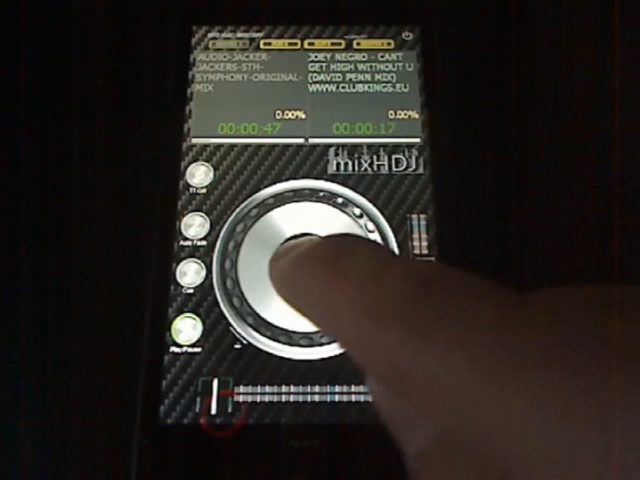 AUDIO-JACKER-
JACKERS-5TH-
SYMPHONY-ORIGINAL-
MIX
JOEY NEGRO - CANT
GET HIGH WITHOUT U
(DAVID PENN MIX)
WWW.CLUBKINGS.EU
0.00%
0.00%
00:00:47
00:00:17
mixHDJ
Auto Fade
Cue
Play/Pause